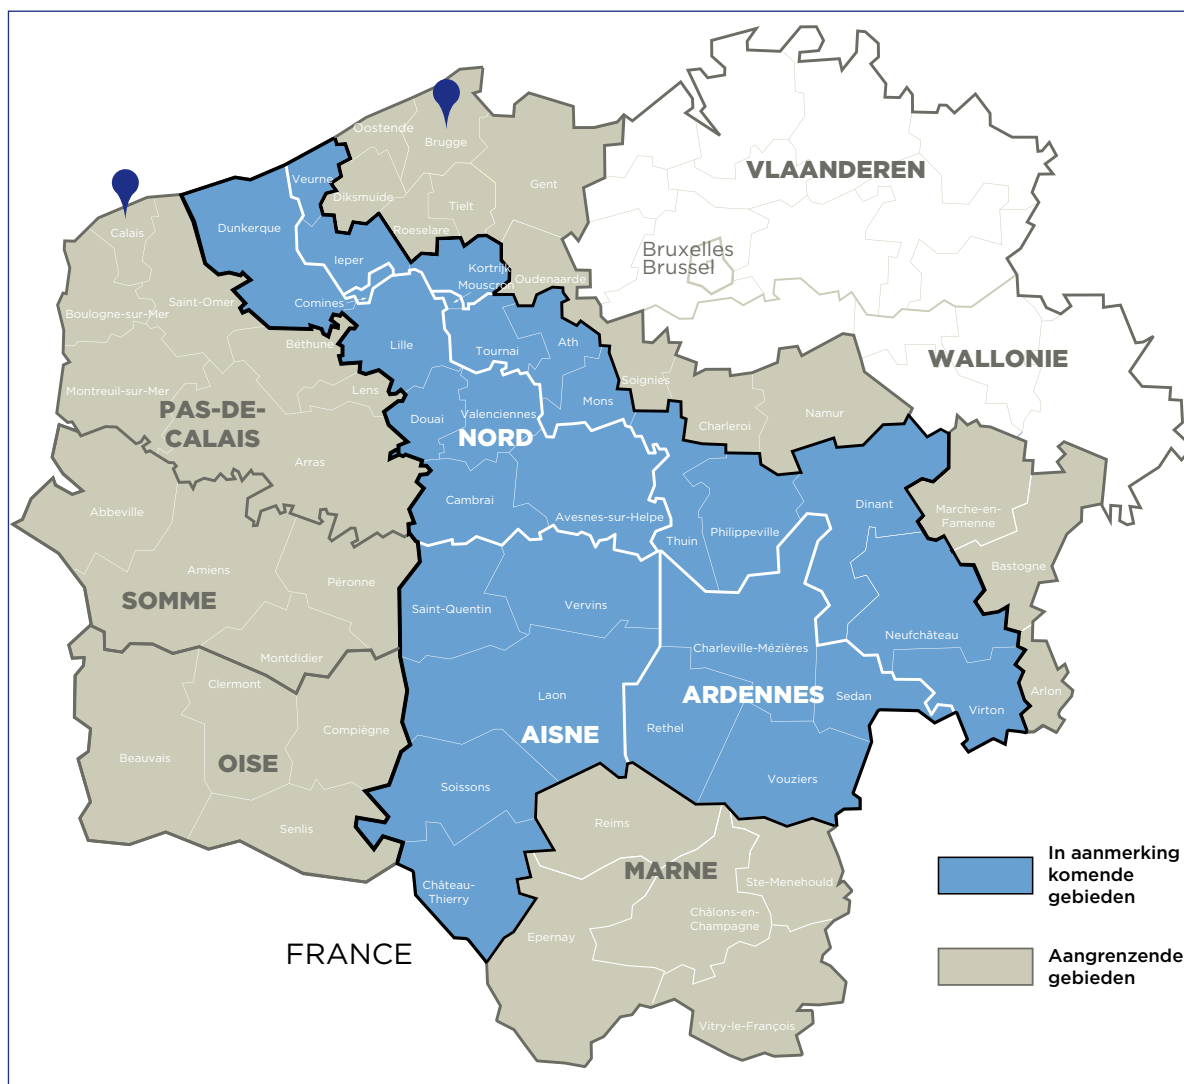 Oostende
Brugge
VLAANDEREN
Veurne
Gent
Diksmuide
Tielt
Dunkerque
Calais
Roeselare
Bruxelles
Brussel
Ieper
Kortrijk
Mouscron
Oudenaarde
Saint-Omer
Comines
Boulogne-sur-Mer
Béthune
Lille
Tournai
Ath
WALLONIE
Soignies
Montreuil-sur-Mer
Lens
Mons
PAS-DE-
CALAIS
Douai
Valenciennes
NORD
Charleroi
Namur
Arras
Cambrai
Dinant
Abbeville
Avesnes-sur-Helpe
Marche-en-
Famenne
Thuin
Philippeville
Amiens
Péronne
Bastogne
SOMME
Saint-Quentin
Vervins
Neufchâteau
Montdidier
Charleville-Mézières
Clermont
Laon
ARDENNES
Sedan
Arlon
Virton
Compiègne
AISNE
Rethel
Beauvais
OISE
Soissons
Vouziers
Senlis
Reims
MARNE
Château-
Thierry
Ste-Menehould
Châlons-en-
Champagne
Epernay
FRANCE
Vitry-le-François
In aanmerking
komende
gebieden
Aangrenzende
gebieden